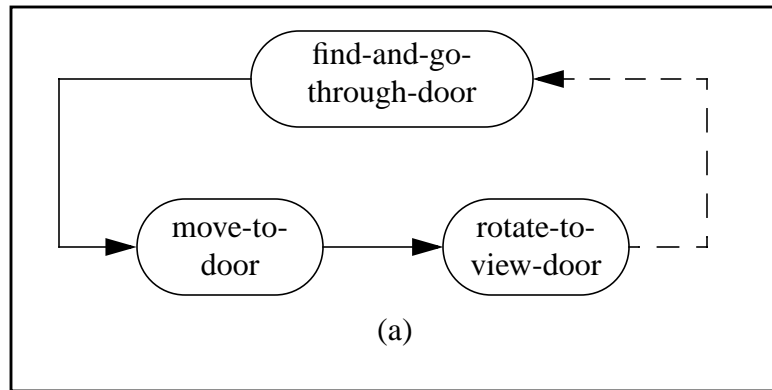 find-and-go-
through-door
move-to-
door
rotate-to-
view-door
(a)